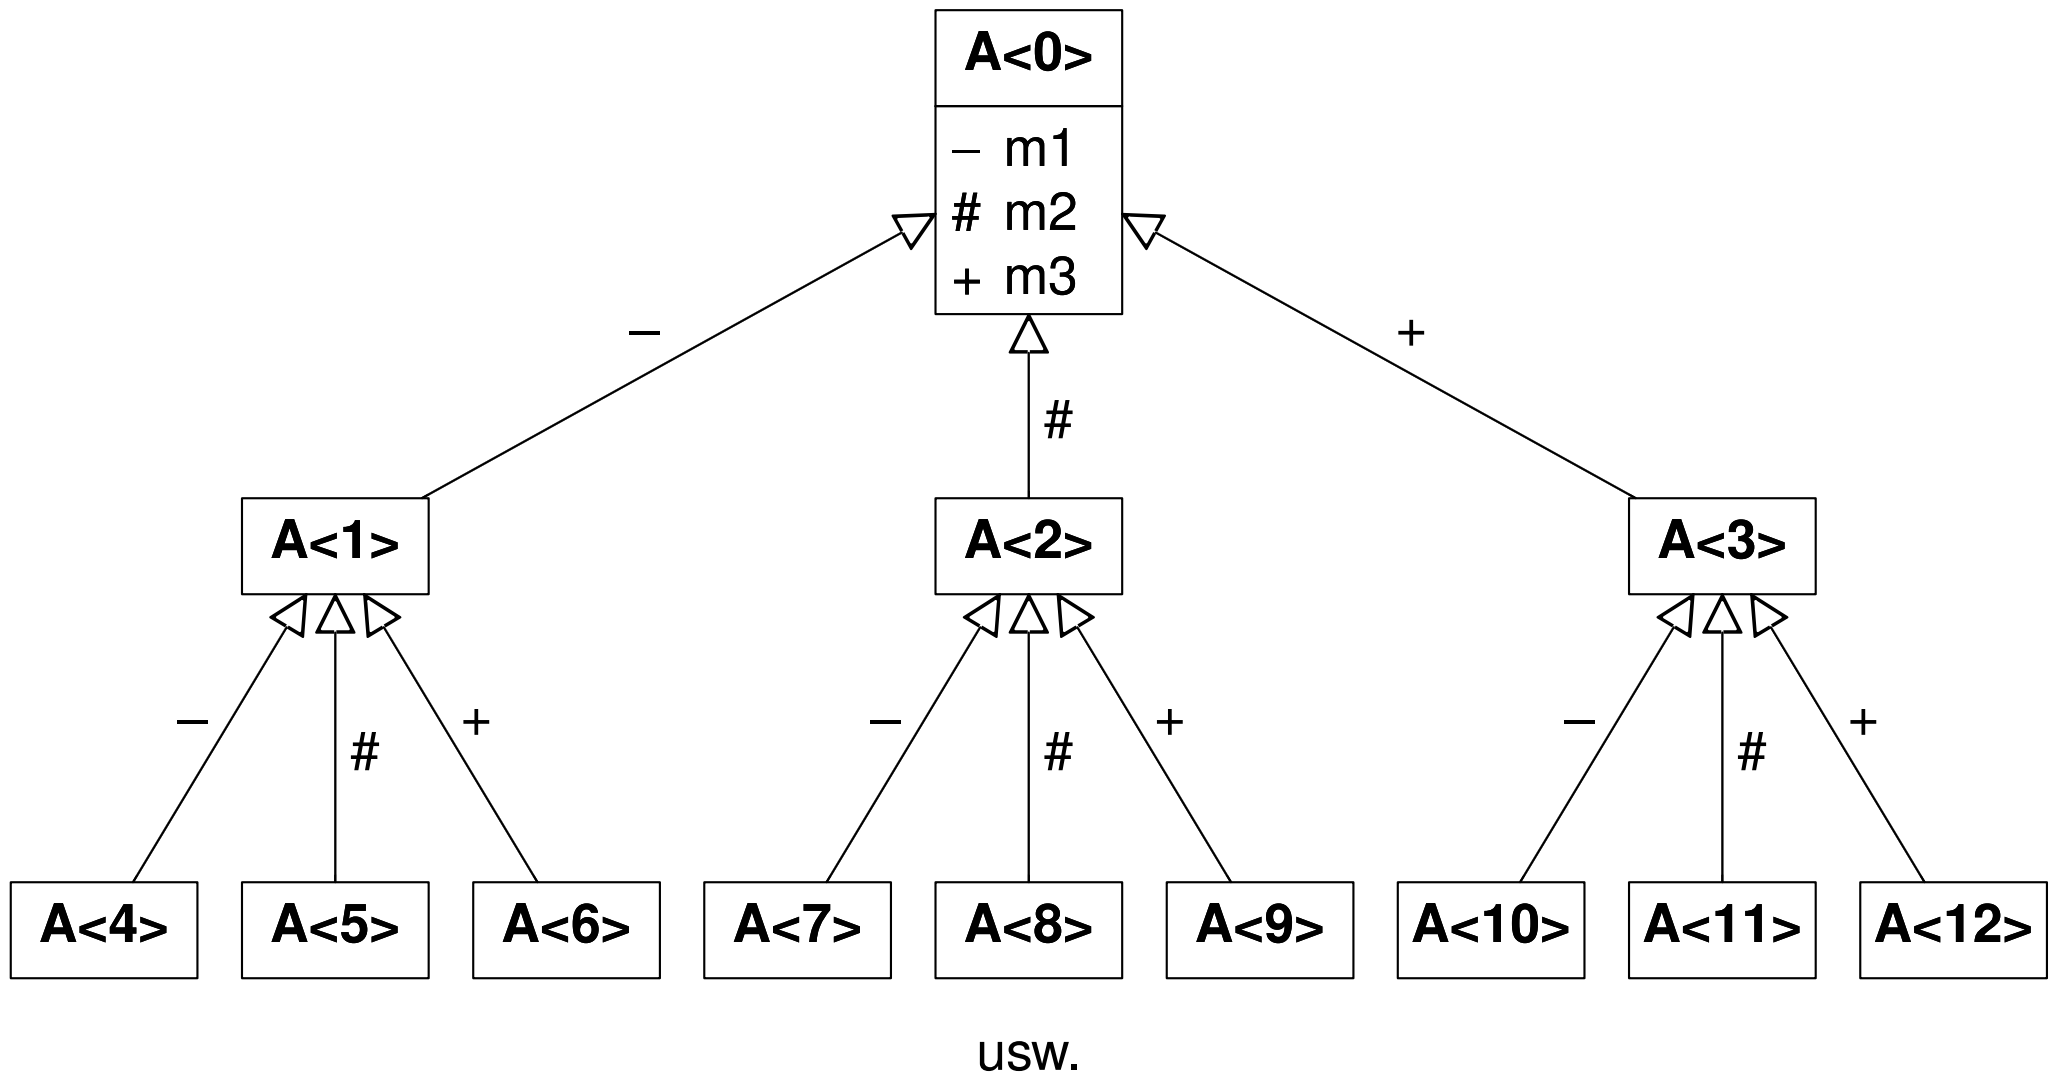 A<0>
– m1
# m2
+ m3
– +
#
A<1> A<2> A<3>
– + – + – +
# # #
A<4> A<5> A<6> A<7> A<8> A<9> A<10> A<11> A<12>
usw.